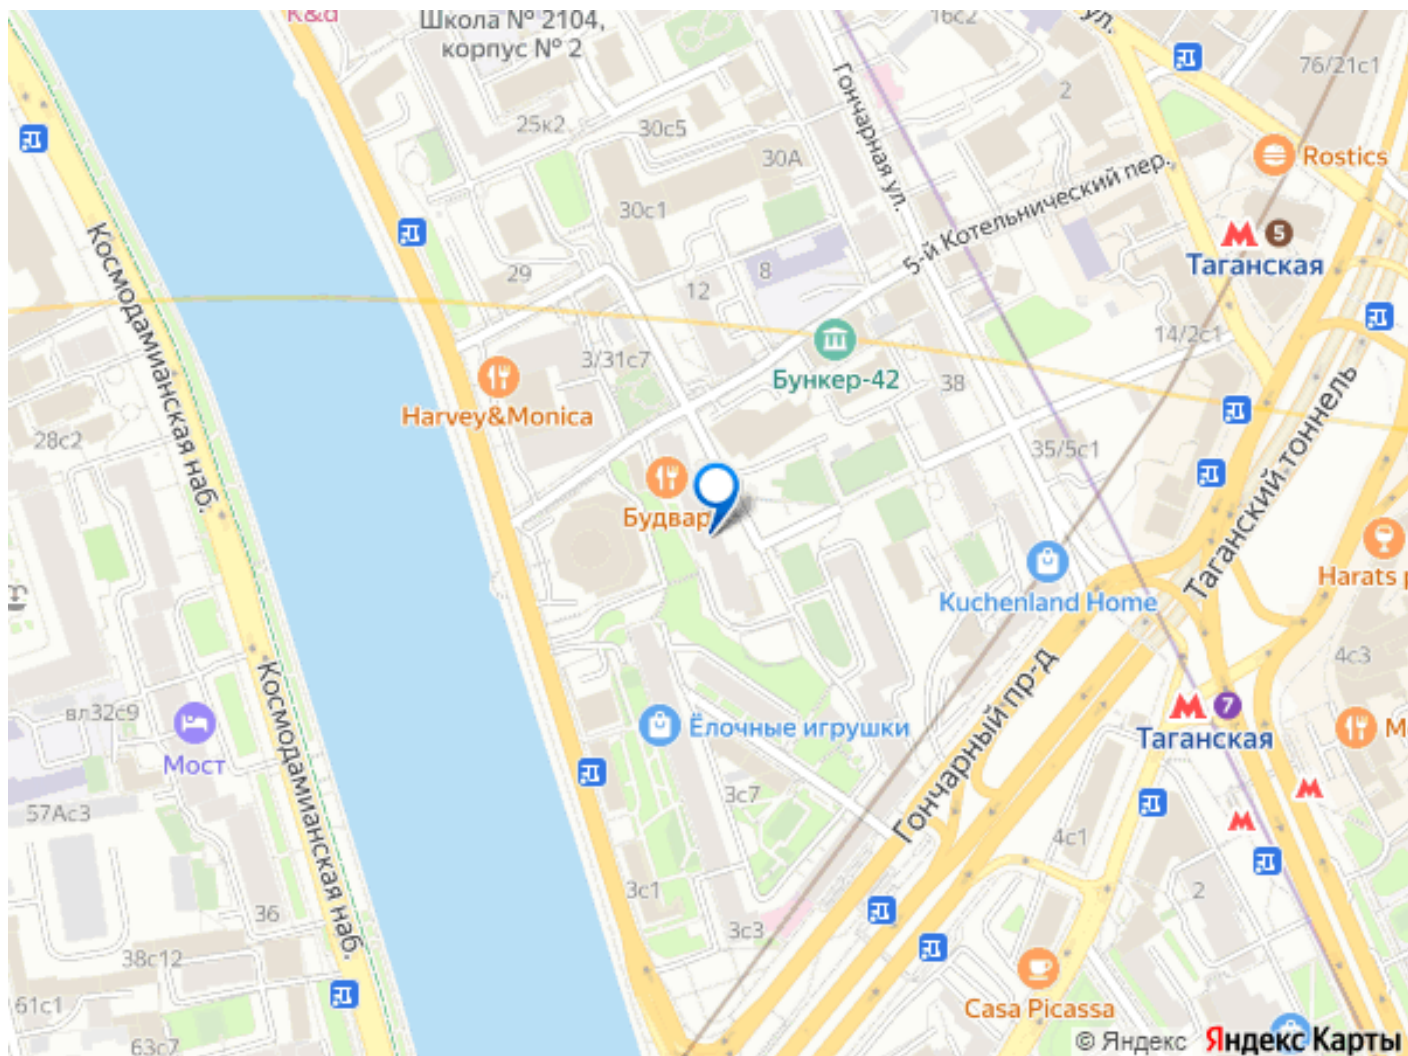 K&d
Школа № 2104,
корпус № 2
16с2
ул.
76/21с1
2
Гончарная ул.
25к2
30с5
30А
Rostics
5-й Котельнический пер.
30с1
5
Таганская
Космодамианская наб.
29
8
12
14/2с1
Бункер-42
3/31с7
38
Harvey&Monica
28с2
35/5с1
Таганский тоннель
Будвар
Harats p
Kuchenland Home
4с3
Гончарный пр-д
Космодамианская наб.
вл32с9
Мост
Ёлочные игрушки
7
Таганская
М
57Ас3
3с7
4с1
3с1
2
36
3с3
38с12
61с1
Casa Picassa
63с7
© Яндекс Яндекс Карты